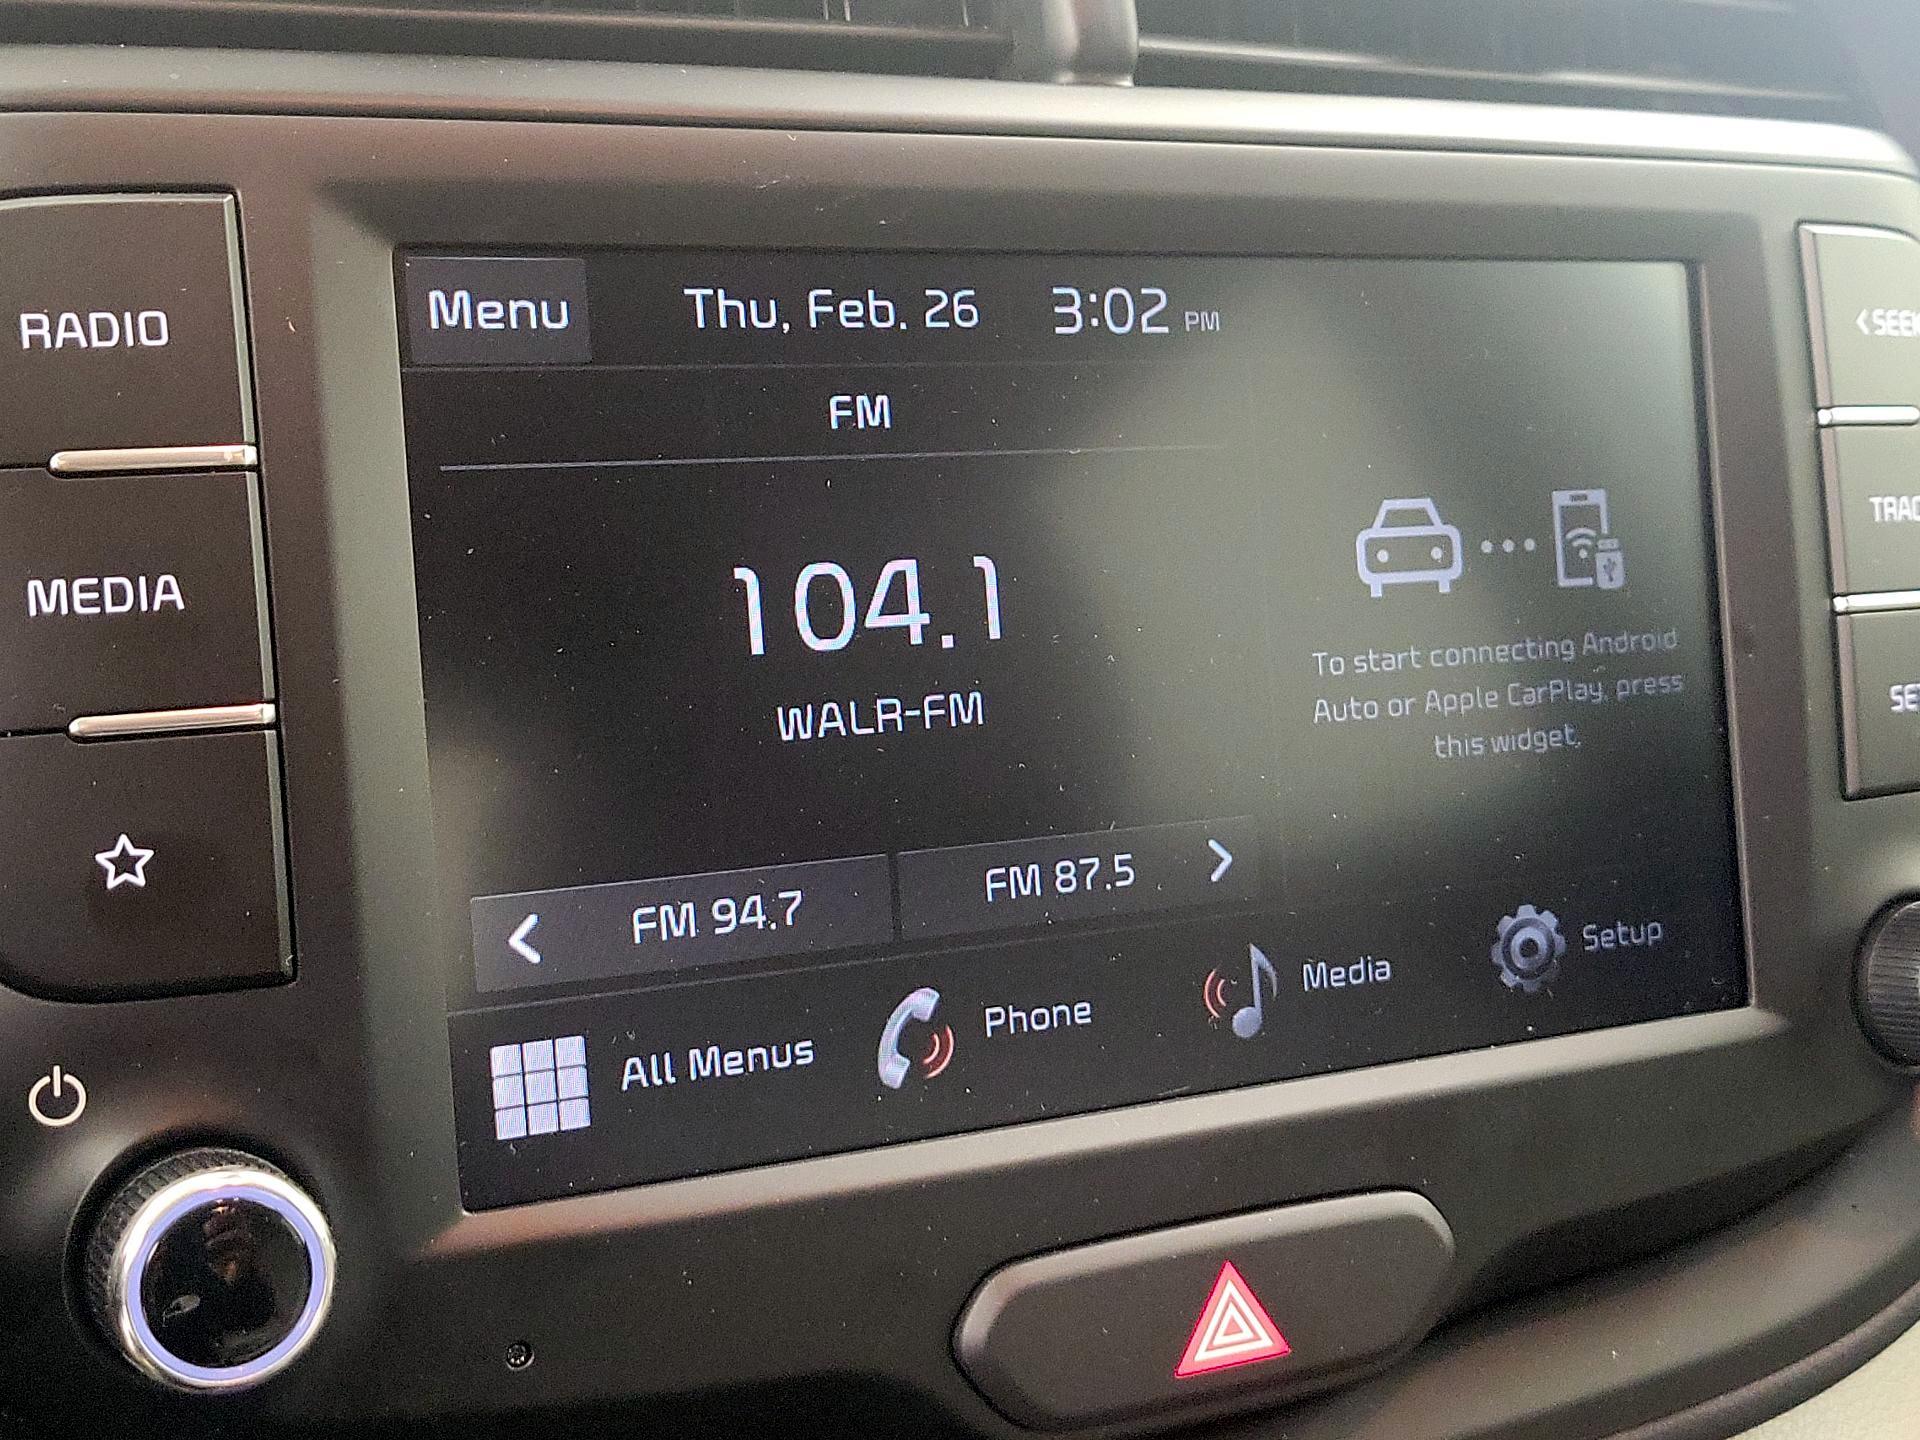 RADIO
MEDIA
Menu
Thu, Feb. 26 3:02 PM
FM
104.1
WALR-FM
FM 94.7
FM 87.5
To start connecting Android
Auto or Apple CarPlay, press
this widget.
All Menus
Phone
Media
Setup